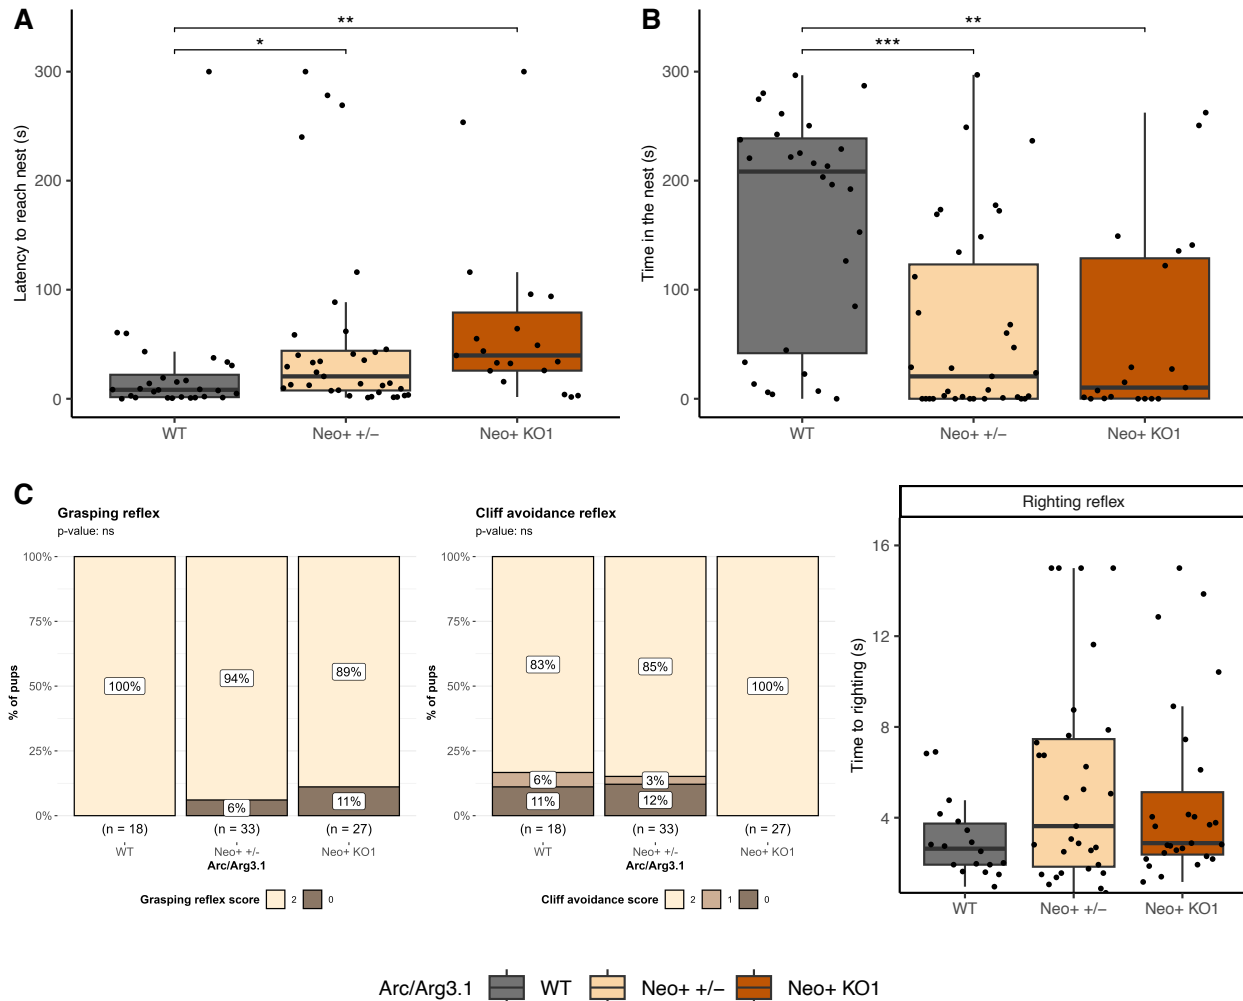 A
**
*
Latency to reach nest (s)
300
200
100
0
WT
Neo+ +/−
Neo+ KO1
B
**
***
Time in the nest (s)
300
200
100
0
WT
Neo+ +/−
Neo+ KO1
C
Grasping reflex
p-value: ns
% of pups
100%
75%
50%
25%
0%
100%
94%
89%
6%
11%
(n = 18)
(n = 33)
(n = 27)
WT
Neo+ +/-
Neo+ KO1
Arc/Arg3.1
Grasping reflex score 2 0
Cliff avoidance reflex
p-value: ns
% of pups
100%
75%
50%
25%
0%
83%
85%
100%
6%
3%
11%
12%
(n = 18)
(n = 33)
(n = 27)
WT
Neo+ +/-
Neo+ KO1
Arc/Arg3.1
Cliff avoidance score 2 1 0
Righting reflex
Time to righting (s)
16
12
8
4
WT
Neo+ +/−
Neo+ KO1
Arc/Arg3.1 WT Neo+ +/− Neo+ KO1